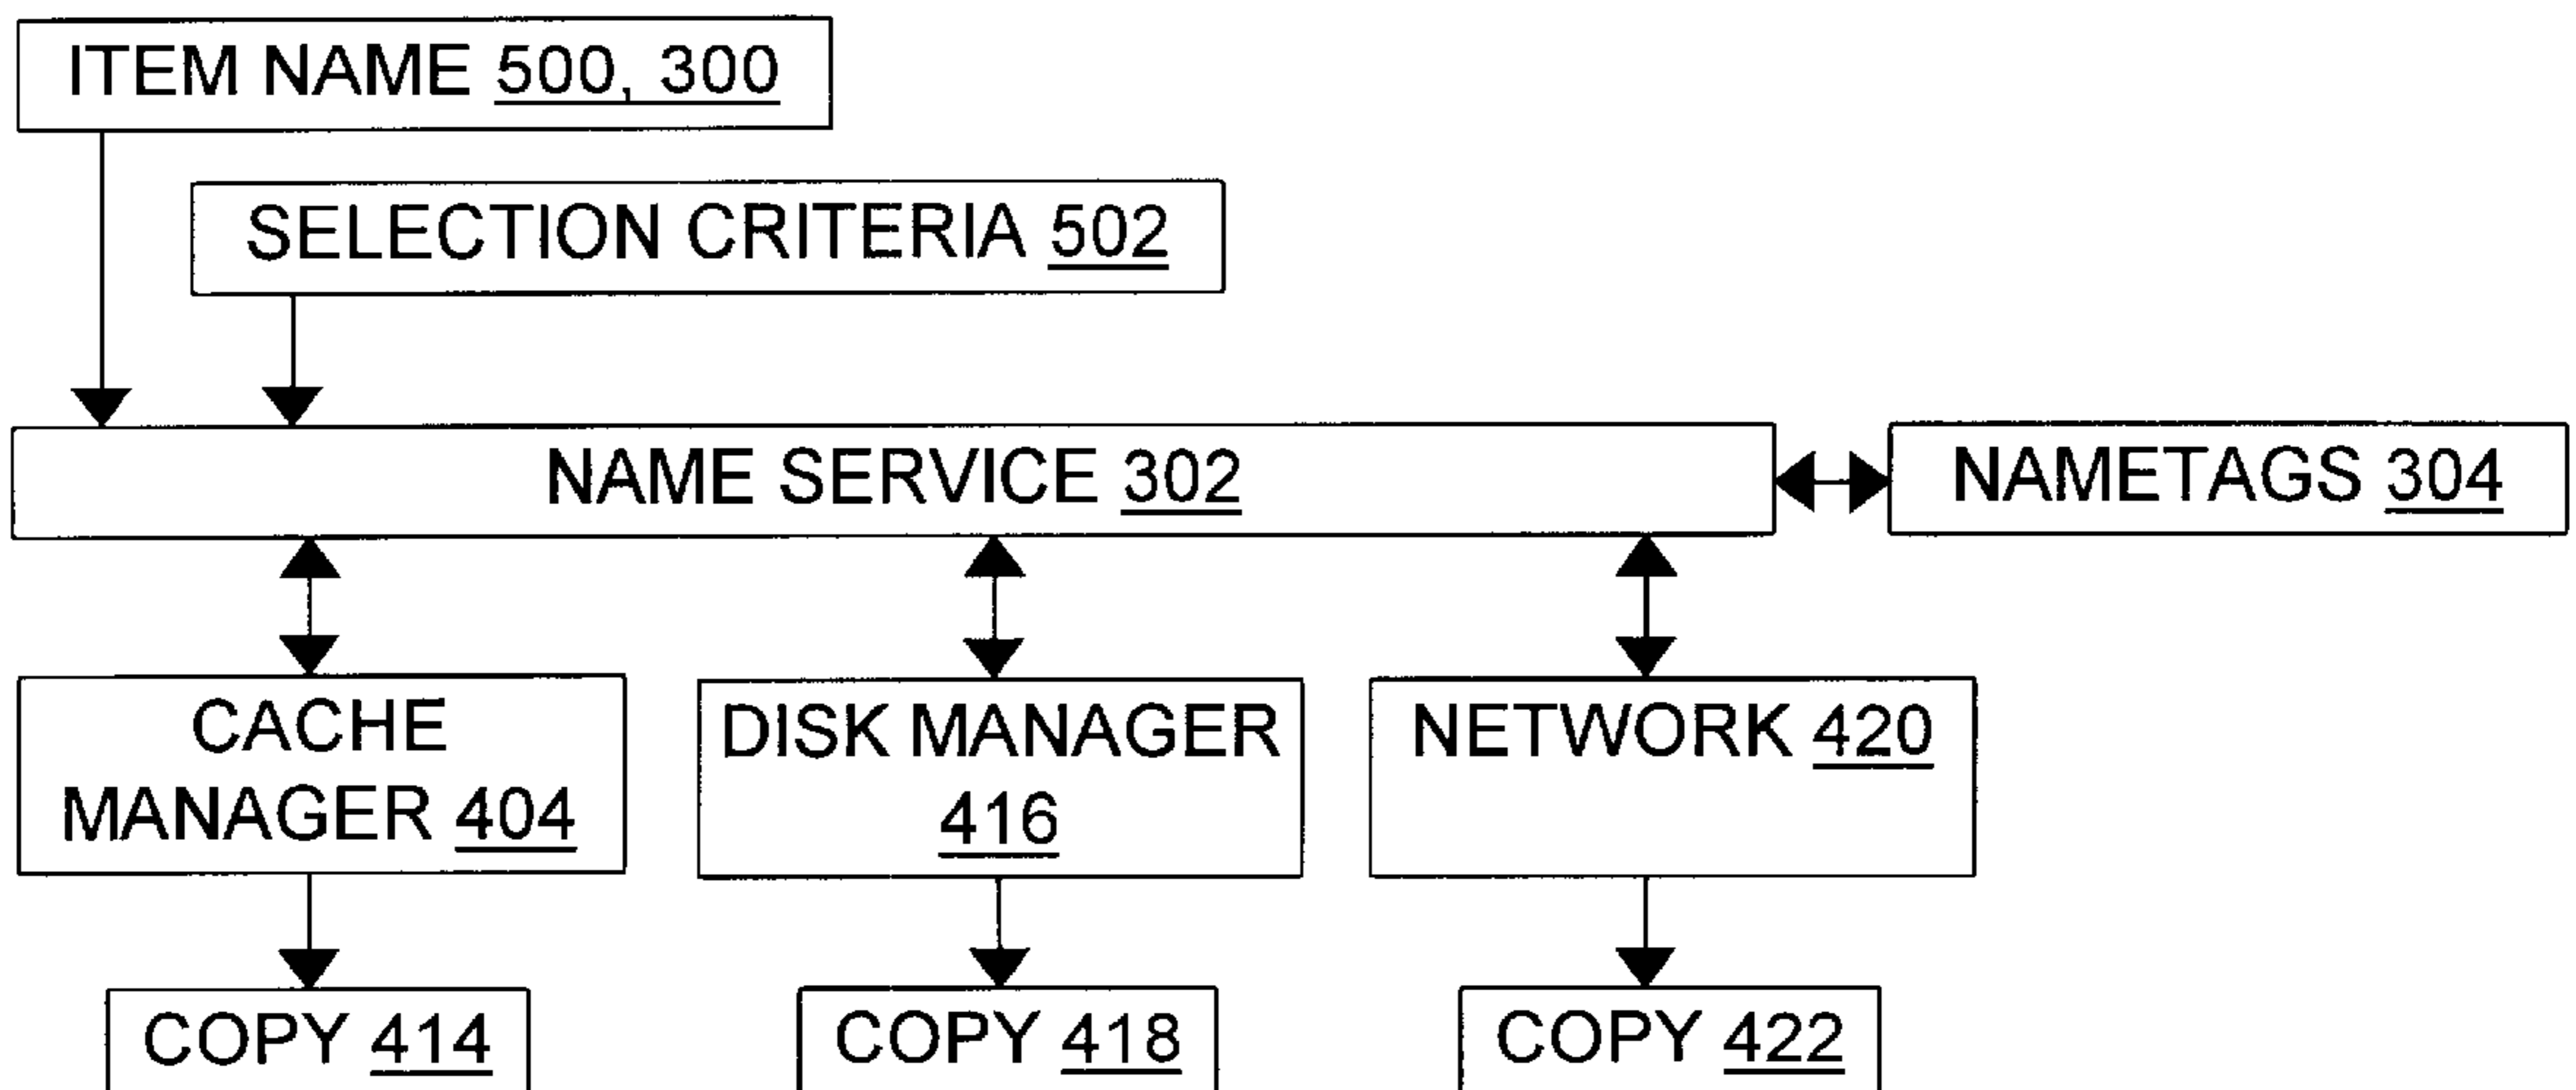 ITEM NAME 500, 300
SELECTION CRITERIA 502
NAME SERVICE 302
NAMETAGS 304
CACHE
MANAGER 404
DISK MANAGER
416
NETWORK 420
COPY 414
COPY 418
COPY 422